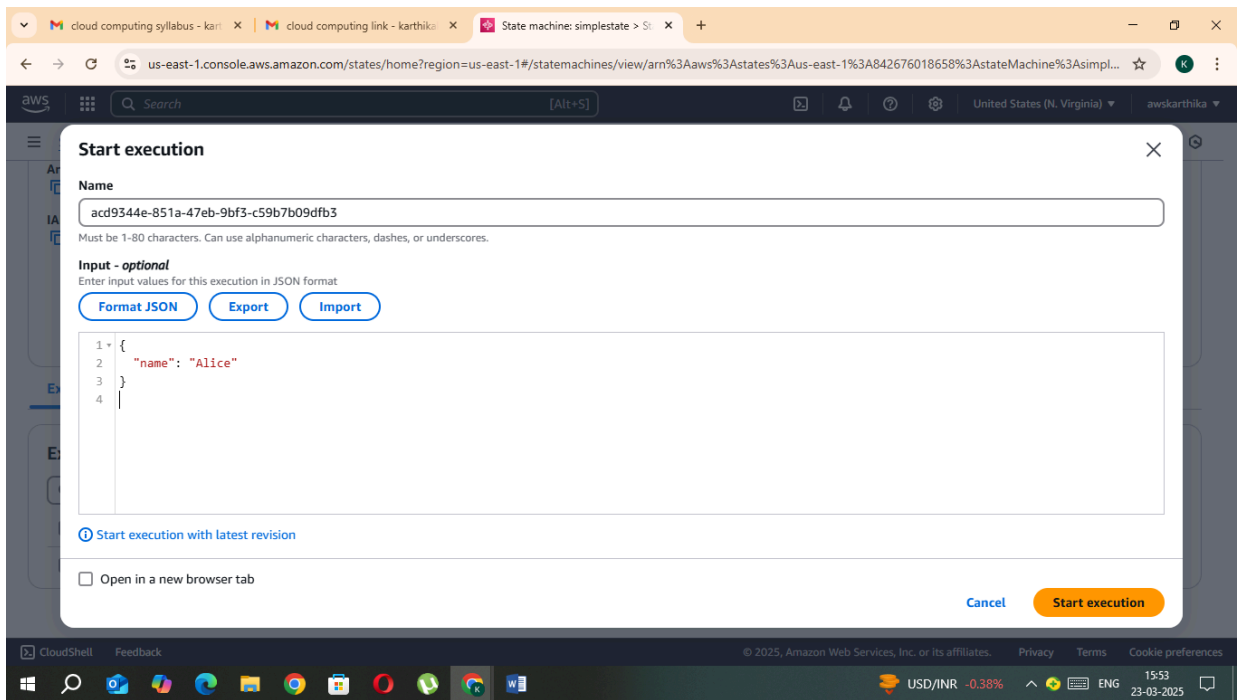 cloud computing syllabus - kart
cloud computing link - karthika
State machine: simplestate > St
us-east-1.console.aws.amazon.com/states/home?region=us-east-1#/statemachines/view/arn%3Aaws%3Astates%3Aus-east-1%3A842676018658%3AstateMachine%3Asimpl...
K
aws
Search
[Alt+S]
United States (N. Virginia)
awskarthika
Start execution
Name
acd9344e-851a-47eb-9bf3-c59b7b09dfb3
Must be 1-80 characters. Can use alphanumeric characters, dashes, or underscores.
Input - optional
Enter input values for this execution in JSON format
Format JSON
Export
Import
1 {
2 "name": "Alice"
3 }
4
Start execution with latest revision
Open in a new browser tab
Cancel
Start execution
CloudShell
Feedback
© 2025, Amazon Web Services, Inc. or its affiliates.
Privacy
Terms
Cookie preferences
USD/INR -0.38%
ENG
15:53
23-03-2025